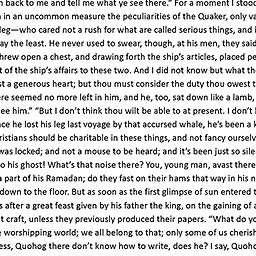 n back to me and tell me what ye see there." For a moment I stood
in in an uncommon measure the peculiarities of the Quaker, only va
leg—who cared not a rush for what are called serious things, and i
ay the least. He never used to swear, though, at his men, they said
hrew open a chest, and drawing forth the ship's articles, placed pe
t of the ship's affairs to these two. And I did not know but what the
st a generous heart; but thou must consider the duty thou owest t
ere seemed no more left in him, and he, too, sat down like a lamb,
ee him." "But I don't think thou wilt be able to at present. I don't l
nce he lost his leg last voyage by that accursed whale, he's been a k
ristians should be charitable in these things, and not fancy ourselv
was locked; and not a mouse to be heard; and it's been just so sile
o his ghost! What's that noise there? You, young man, avast there
a part of his Ramadan; do they fast on their hams that way in his n
down to the floor. But as soon as the first glimpse of sun entered t
s after a great feast given by his father the king, on the gaining of a
t craft, unless they previously produced their papers. "What do yo
e worshipping world; we all belong to that; only some of us cherish
ess, Quohog there don't know how to write, does he? I say, Quoho